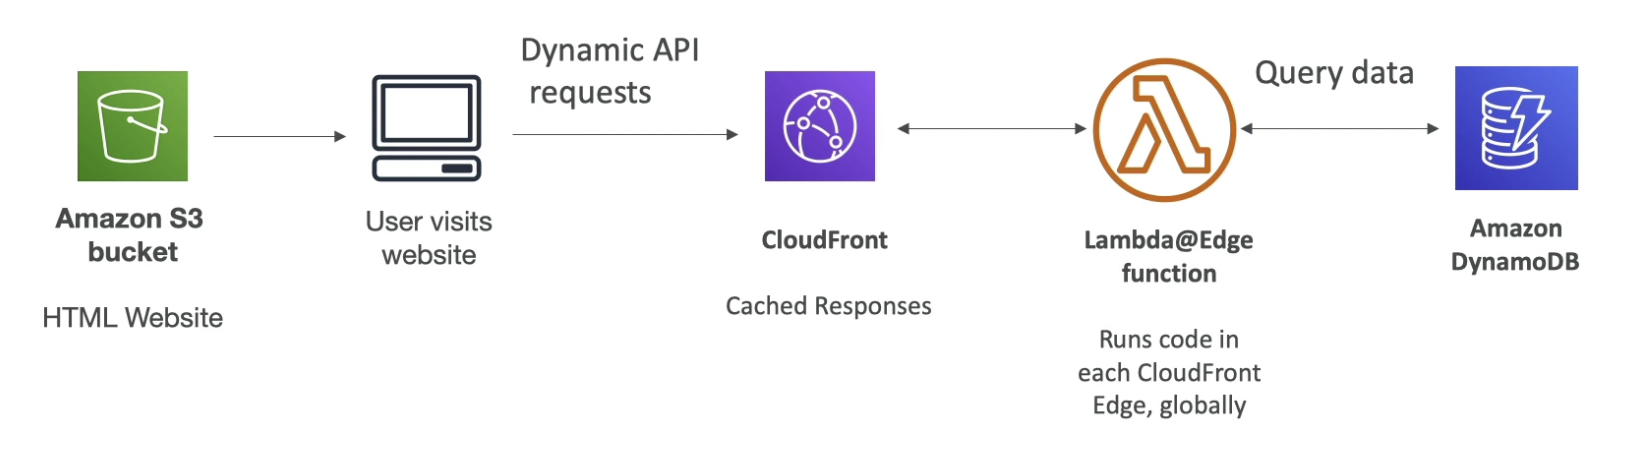 Amazon S3
bucket
HTML Website
User visits
website
Dynamic API
requests
CloudFront
Cached Responses
Lambda@Edge
function
Runs code in
each CloudFront
Edge, globally
Query data
Amazon
DynamoDB